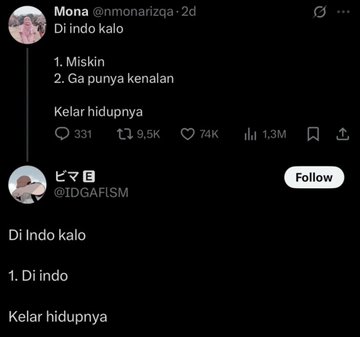 Mona @nmonarizqa · 2d
Di indo kalo
1. Miskin
2. Ga punya kenalan
Kelar hidupnya
331 9,5K 74K 1,3M
ビマ E
Follow
@IDGAFlSM
Di Indo kalo
1. Di indo
Kelar hidupnya